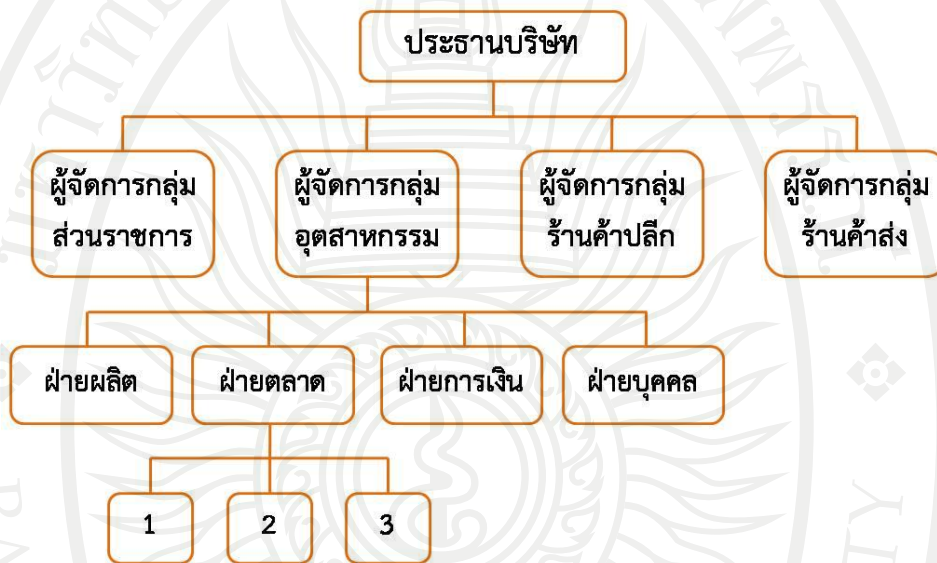 ประธานบริษัท
ผู้จัดการกลุ่ม
ส่วนราชการ
ผู้จัดการกลุ่ม
อุตสาหกรรม
ผู้จัดการกลุ่ม
ร้านค้าปลีก
ผู้จัดการกลุ่ม
ร้านค้าส่ง
ฝ่ายผลิต
ฝ่ายตลาด
ฝ่ายการเงิน
ฝ่ายบุคคล
1
2
3